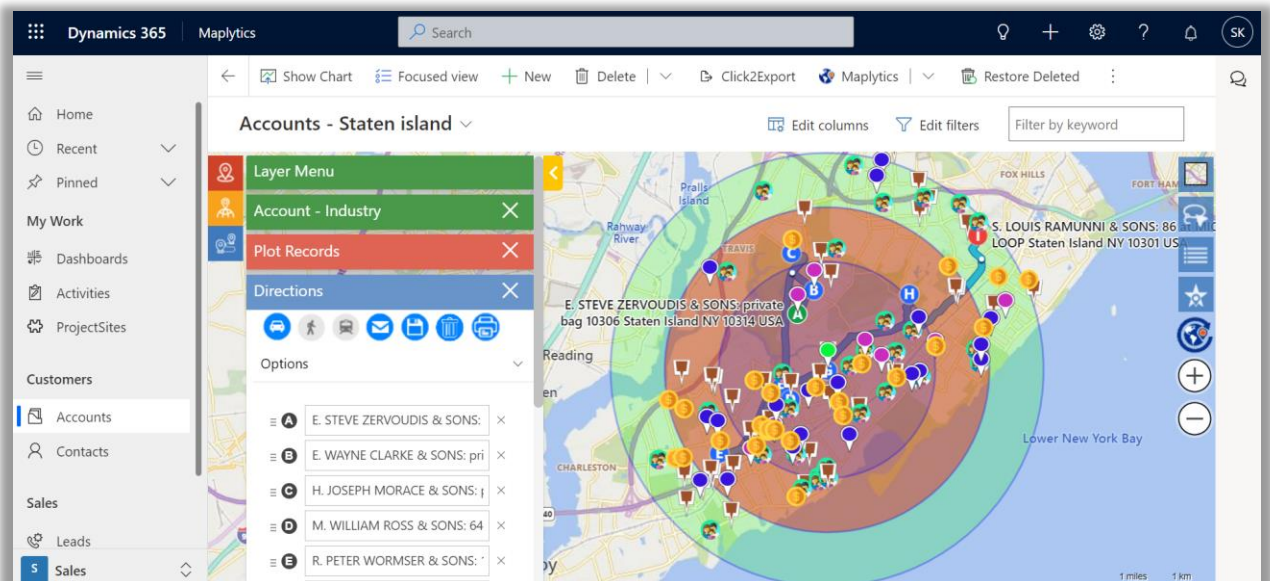 Dynamics 365 Maplytics Search SK
Show Chart Focused view New Delete Click2Export Maplytics Restore Deleted
Home
Recent
Pinned
My Work
Dashboards
Activities
ProjectSites
Customers
Accounts
Contacts
Sales
Leads
S Sales
Accounts - Staten island
Edit columns Edit filters Filter by keyword
Layer Menu
Account - Industry
Plot Records
Directions
Options
A E. STEVE ZERVOUDIS & SONS:
B E. WAYNE CLARKE & SONS: pri
C H. JOSEPH MORACE & SONS:
D M. WILLIAM ROSS & SONS: 64
E R. PETER WORMSER & SONS:
Pralls
Island
FOX HILLS
FORT
Rahway
River
TRAVIS
S. LOUIS RAMUNNI & SONS: 86
LOOP Staten Island NY 10301 USA
I
C
B
H
E. STEVE ZERVOUDIS & SONS: private
bag 10306 Staten Island NY 10314 USA
A
Reading
D
E
Lower New York Bay
CHARLESTON
1 miles 1 km